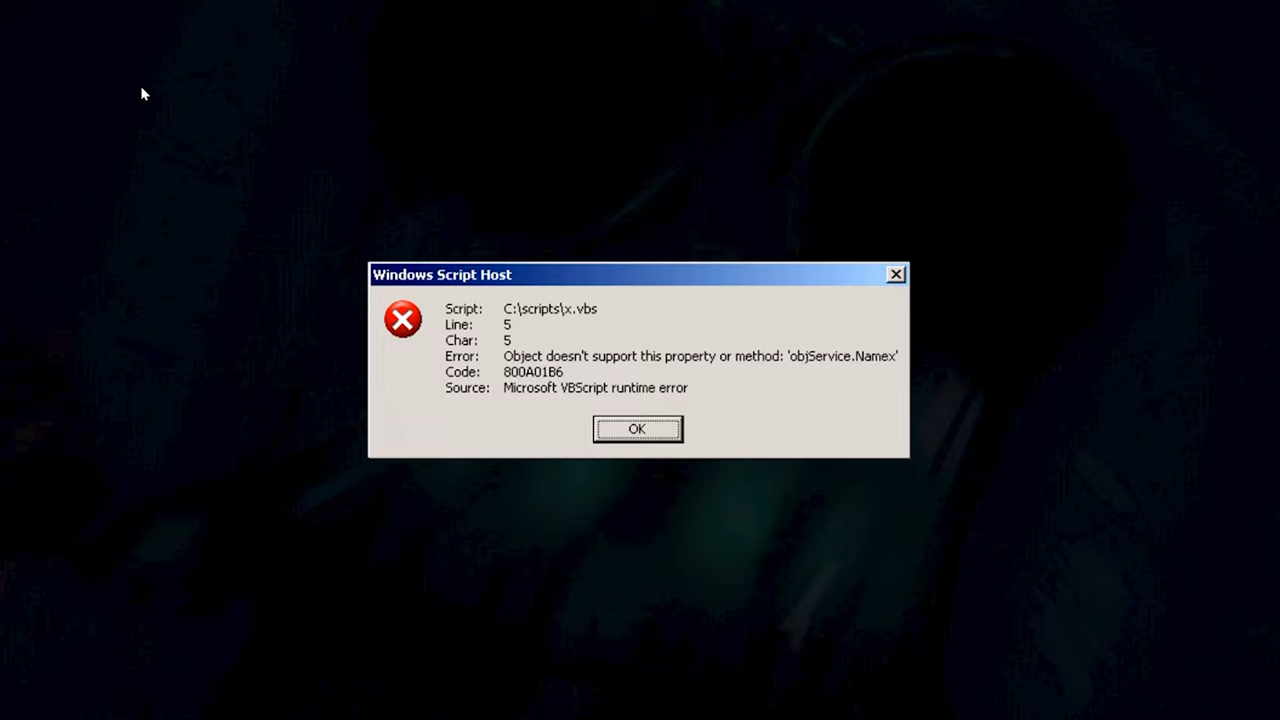 Windows Script Host
Script: C:\scripts\x.vbs
Line: 5
Char: 5
Error: Object doesn't support this property or method: 'objService.Namex'
Code: 800A01B6
Source: Microsoft VBScript runtime error
OK